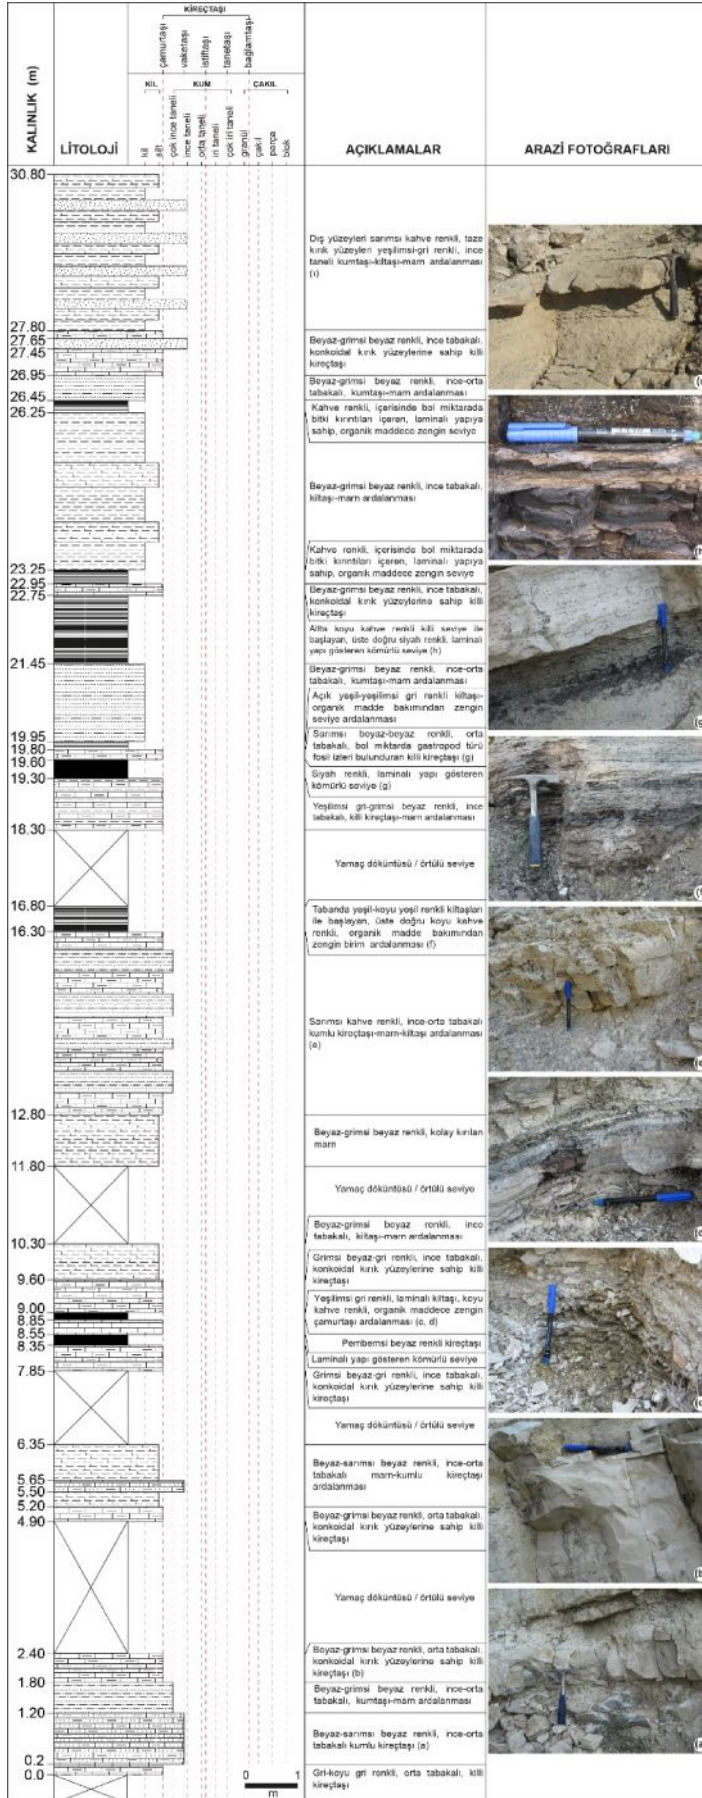 KİREÇTAŞI
çamurtaşı
vaketaşı
istiftaşı
tanetaşı
bağlamtaşı
KİL
KUM
ÇAKIL
kil
silt
çok ince taneli
ince taneli
orta taneli
iri taneli
çok iri taneli
granül
çakıl
parça
blok
KALINLIK (m)
LİTOLOJİ
AÇIKLAMALAR
ARAZİ FOTOĞRAFLARI
30.80
Dış yüzeyleri sarımsı kahve renkli, taze
kırık yüzeyleri yeşilimsi-gri renkli, ince
taneli kumtaşı-kiltaşı-marn ardalanması
(ı)
27.80
27.65
27.45
Beyaz-grimsi beyaz renkli, ince tabakalı,
konkoidal kırık yüzeylerine sahip killi
kireçtaşı
26.95
Beyaz-grimsi beyaz renkli, ince-orta
tabakalı, kumtaşı-marn ardalanması
26.45
26.25
Kahve renkli, içerisinde bol miktarada
bitki kırıntıları içeren, laminalı yapıya
sahip, organik maddece zengin seviye
Beyaz-grimsi beyaz renkli, ince tabakalı,
kiltaşı-marn ardalanması
Kahve renkli, içerisinde bol miktarada
bitki kırıntıları içeren, laminalı yapıya
sahip, organik maddece zengin seviye
23.25
22.95
22.75
Beyaz-grimsi beyaz renkli, ince tabakalı,
konkoidal kırık yüzeylerine sahip killi
kireçtaşı
Altta koyu kahve renkli killi seviye ile
başlayan, üste doğru siyah renkli, laminalı
yapı gösteren kömürlü seviye (h)
21.45
Beyaz-grimsi beyaz renkli, ince-orta
tabakalı, kumtaşı-marn ardalanması
Açık yeşil-yeşilimsi gri renkli kiltaşı-
organik madde bakımından zengin
seviye ardalanması
19.95
19.80
19.60
19.30
Sarımsı beyaz-beyaz renkli, orta
tabakalı, bol miktarda gastropod türü
fosil izleri bulunduran killi kireçtaşı (g)
Siyah renkli, laminalı yapı gösteren
kömürlü seviye (g)
Yeşilimsi gri-grimsi beyaz renkli, ince
tabakalı, killi kireçtaşı-marn ardalanması
18.30
Yamaç döküntüsü / örtülü seviye
16.80
16.30
Tabanda yeşil-koyu yeşil renkli kiltaşları
ile başlayan, üste doğru koyu kahve
renkli, organik madde bakımından
zengin birim ardalanması (f)
Sarımsı kahve renkli, ince-orta tabakalı
kumlu kireçtaşı-marn-kiltaşı ardalanması
(e)
12.80
Beyaz-grimsi beyaz renkli, kolay kırılan
marn
11.80
Yamaç döküntüsü / örtülü seviye
Beyaz-grimsi beyaz renkli, ince
tabakalı, kiltaşı-marn ardalanması
10.30
9.60
Grimsi beyaz-gri renkli, ince tabakalı,
konkoidal kırık yüzeylerine sahip killi
kireçtaşı
9.00
8.85
8.55
8.35
Yeşilimsi gri renkli, laminalı kiltaşı, koyu
kahve renkli, organik maddece zengin
çamurtaşı ardalanması (c, d)
Pembemsi beyaz renkli kireçtaşı
Laminalı yapı gösteren kömürlü seviye
7.85
Grimsi beyaz-gri renkli, ince tabakalı,
konkoidal kırık yüzeylerine sahip killi
kireçtaşı
Yamaç döküntüsü / örtülü seviye
6.35
5.65
5.50
5.20
4.90
Beyaz-sarımsı beyaz renkli, ince-orta
tabakalı marn-kumlu kireçtaşı
ardalanması
Beyaz-grimsi beyaz renkli, orta tabakalı,
konkoidal kırık yüzeylerine sahip killi
kireçtaşı
Yamaç döküntüsü / örtülü seviye
2.40
Beyaz-grimsi beyaz renkli, orta tabakalı,
konkoidal kırık yüzeylerine sahip killi
kireçtaşı (b)
1.80
Beyaz-grimsi beyaz renkli, ince-orta
tabakalı, kumtaşı-marn ardalanması
1.20
Beyaz-sarımsı beyaz renkli, ince-orta
tabakalı kumlu kireçtaşı (a)
0.2
0.0
Gri-koyu gri renkli, orta tabakalı, killi
kireçtaşı
0 1
m
(h
(g
(f
(b
(a